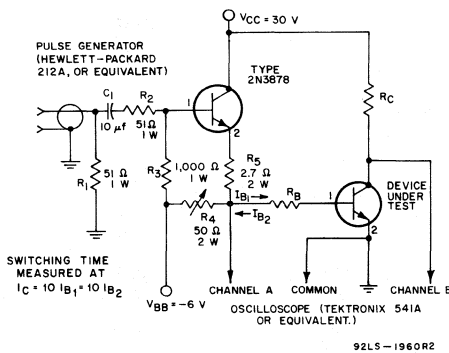 VCC = 30 V
PULSE GENERATOR
(HEWLETT-PACKARD
212A, OR EQUIVALENT)
TYPE
2N3878
C1
10 µf
R2
51 Ω
1 W
1
2
RC
R1
51 Ω
1 W
R3
1,000 Ω
1 W
R5
2.7 Ω
2 W
R4
50 Ω
2 W
IB1
IB2
RB
1
2
DEVICE
UNDER
TEST
SWITCHING TIME
MEASURED AT
IC = 10 IB1 = 10 IB2
VBB = −6 V
CHANNEL A
COMMON
CHANNEL B
OSCILLOSCOPE (TEKTRONIX 541A
OR EQUIVALENT.)
92LS-1960R2